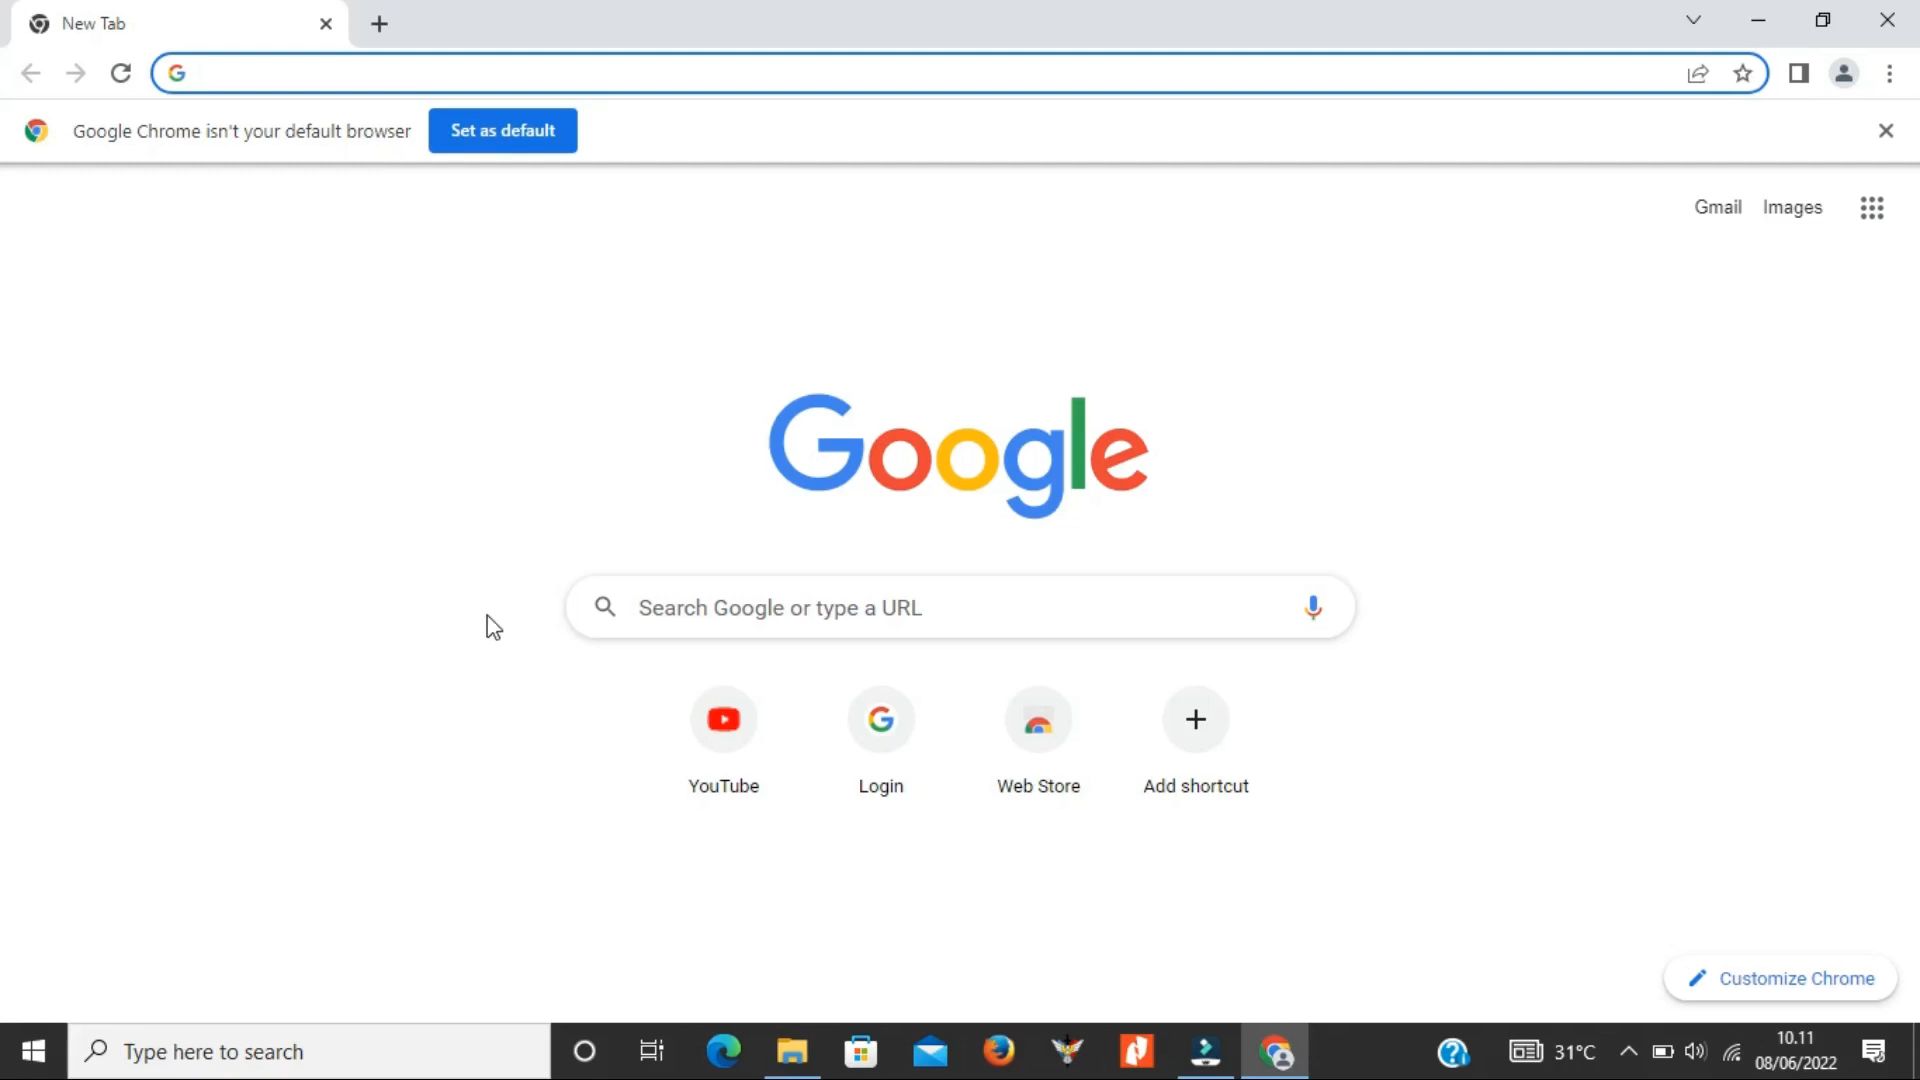 New Tab
Google Chrome isn't your default browser
Set as default
Gmail
Images
Google
Search Google or type a URL
YouTube
Login
Web Store
Add shortcut
Customize Chrome
Type here to search
31°C
10.11
08/06/2022